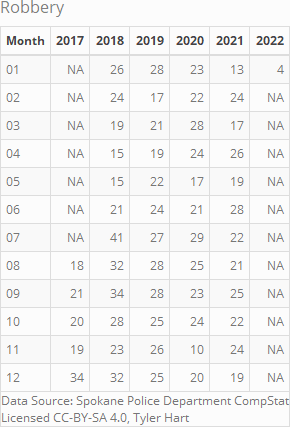 Robbery
Month 2017 2018 2019 2020 2021 2022
01 NA 26 28 23 13 4
02 NA 24 17 22 24 NA
03 NA 19 21 28 17 NA
04 NA 15 19 24 26 NA
05 NA 15 22 17 19 NA
06 NA 21 24 21 28 NA
07 NA 41 27 29 22 NA
08 18 32 28 25 21 NA
09 21 34 28 23 25 NA
10 20 28 25 24 22 NA
11 19 23 26 10 24 NA
12 34 32 25 20 19 NA
Data Source: Spokane Police Department CompStat
Licensed CC-BY-SA 4.0, Tyler Hart